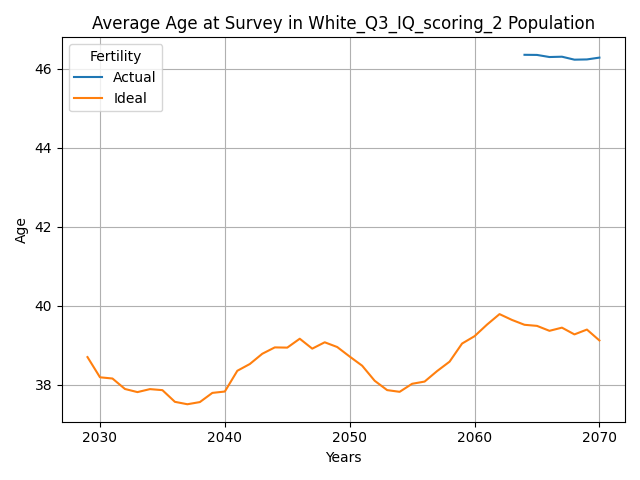 Average Age at Survey in White_Q3_IQ_scoring_2 Population
Fertility
Actual
Ideal
46
44
42
40
38
Age
2030 2040 2050 2060 2070
Years